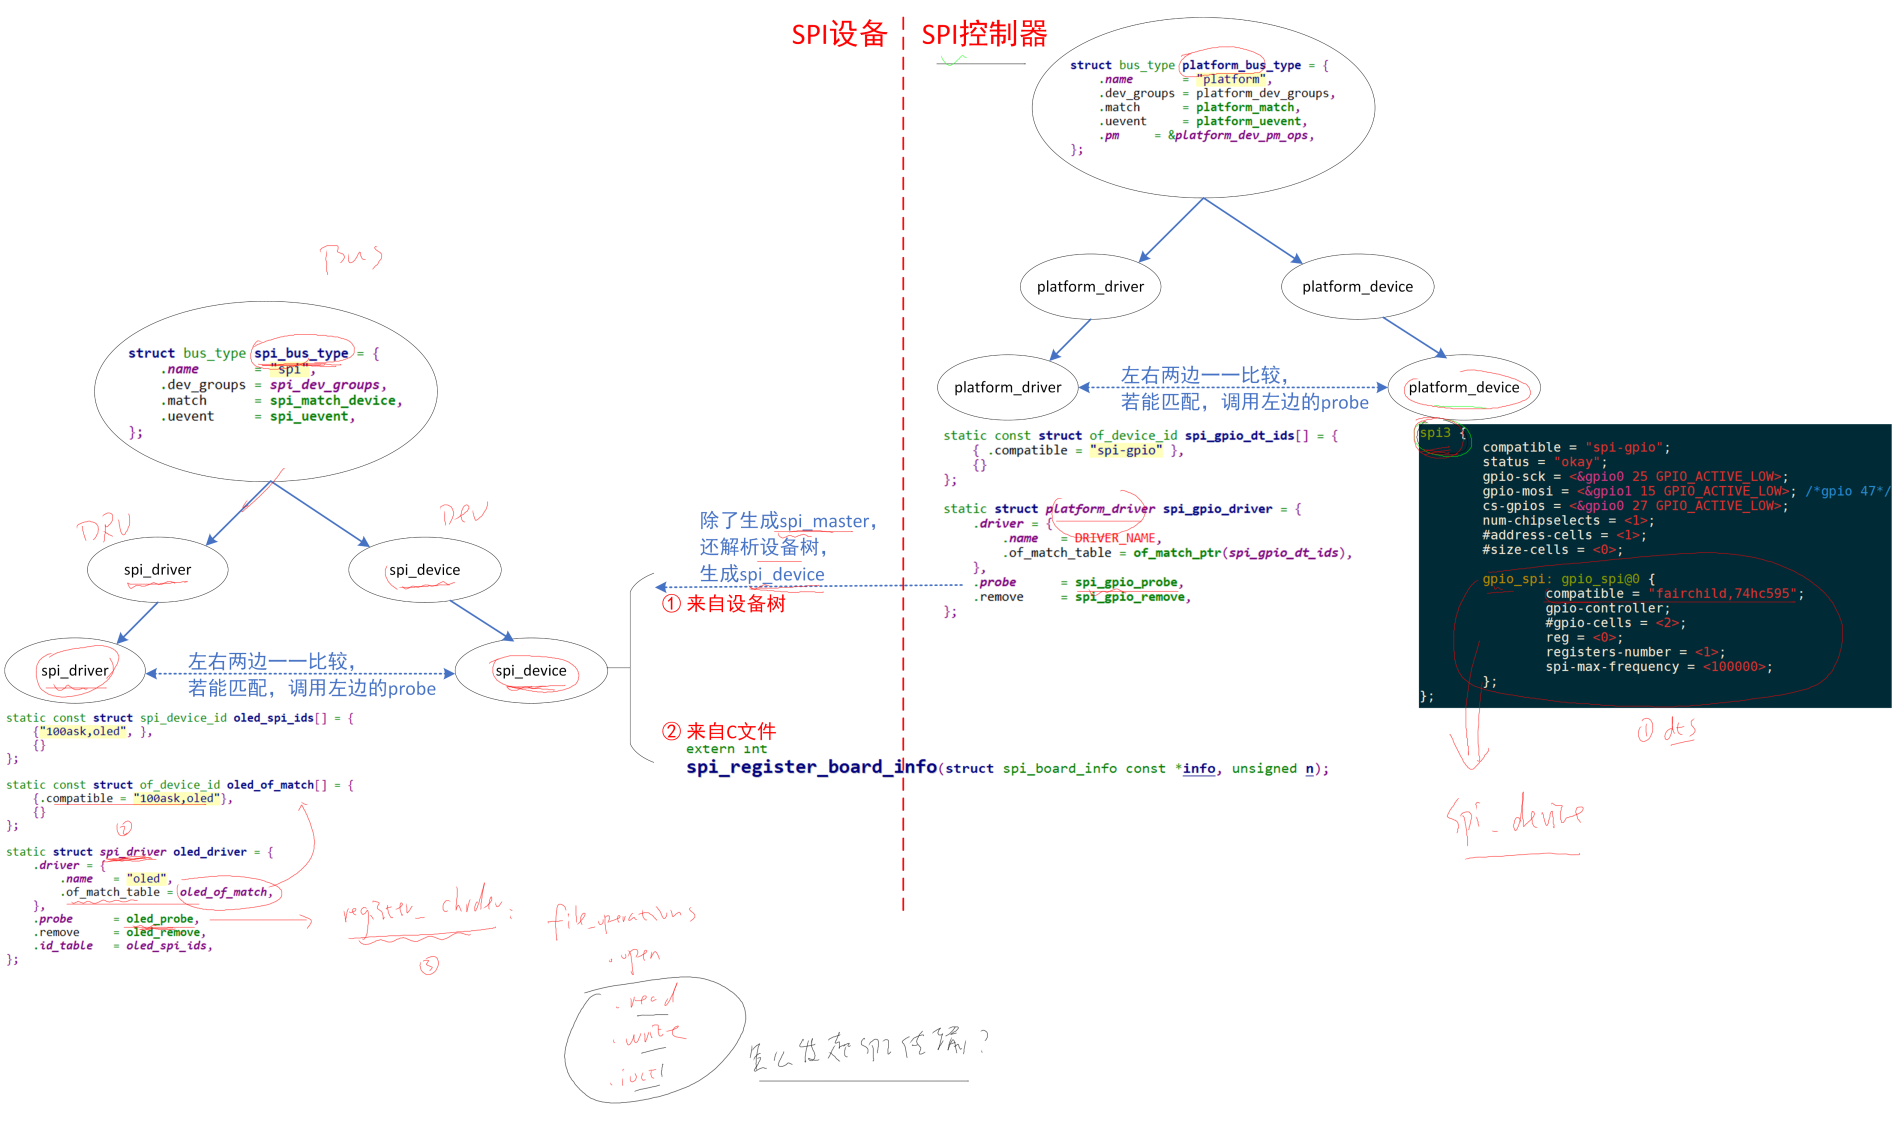 SPI设备
SPI控制器
struct bus_type platform_bus_type = {
.name = "platform",
.dev_groups = platform_dev_groups,
.match = platform_match,
.uevent = platform_uevent,
.pm = &platform_dev_pm_ops,
};
platform_driver
platform_device
platform_driver
左右两边一一比较，
若能匹配，调用左边的probe
platform_device
static const struct of_device_id spi_gpio_dt_ids[] = {
{ .compatible = "spi-gpio" },
{}
};
static struct platform_driver spi_gpio_driver = {
.driver = {
.name = DRIVER_NAME,
.of_match_table = of_match_ptr(spi_gpio_dt_ids),
},
.probe = spi_gpio_probe,
.remove = spi_gpio_remove,
};
spi3 {
compatible = "spi-gpio";
status = "okay";
gpio-sck = <&gpio0 25 GPIO_ACTIVE_LOW>;
gpio-mosi = <&gpio1 15 GPIO_ACTIVE_LOW>; /*gpio 47*/
cs-gpios = <&gpio0 27 GPIO_ACTIVE_LOW>;
num-chipselects = <1>;
#address-cells = <1>;
#size-cells = <0>;
gpio_spi: gpio_spi@0 {
compatible = "fairchild,74hc595";
gpio-controller;
#gpio-cells = <2>;
reg = <0>;
registers-number = <1>;
spi-max-frequency = <100000>;
};
};
① dts
spi_device
Bus
struct bus_type spi_bus_type = {
.name = "spi",
.dev_groups = spi_dev_groups,
.match = spi_match_device,
.uevent = spi_uevent,
};
DRV
DEV
spi_driver
spi_device
除了生成spi_master，
还解析设备树，
生成spi_device
① 来自设备树
spi_driver
左右两边一一比较，
若能匹配，调用左边的probe
spi_device
② 来自C文件
extern int
spi_register_board_info(struct spi_board_info const *info, unsigned n);
static const struct spi_device_id oled_spi_ids[] = {
{"100ask,oled", },
{}
};
static const struct of_device_id oled_of_match[] = {
{.compatible = "100ask,oled"},
{}
};
②
static struct spi_driver oled_driver = {
.driver = {
.name = "oled",
.of_match_table = oled_of_match,
},
.probe = oled_probe,
.remove = oled_remove,
.id_table = oled_spi_ids,
};
register_chrdev:
③
file_operations
.open
.read
.write
.ioctl
怎么发起SPI传输?